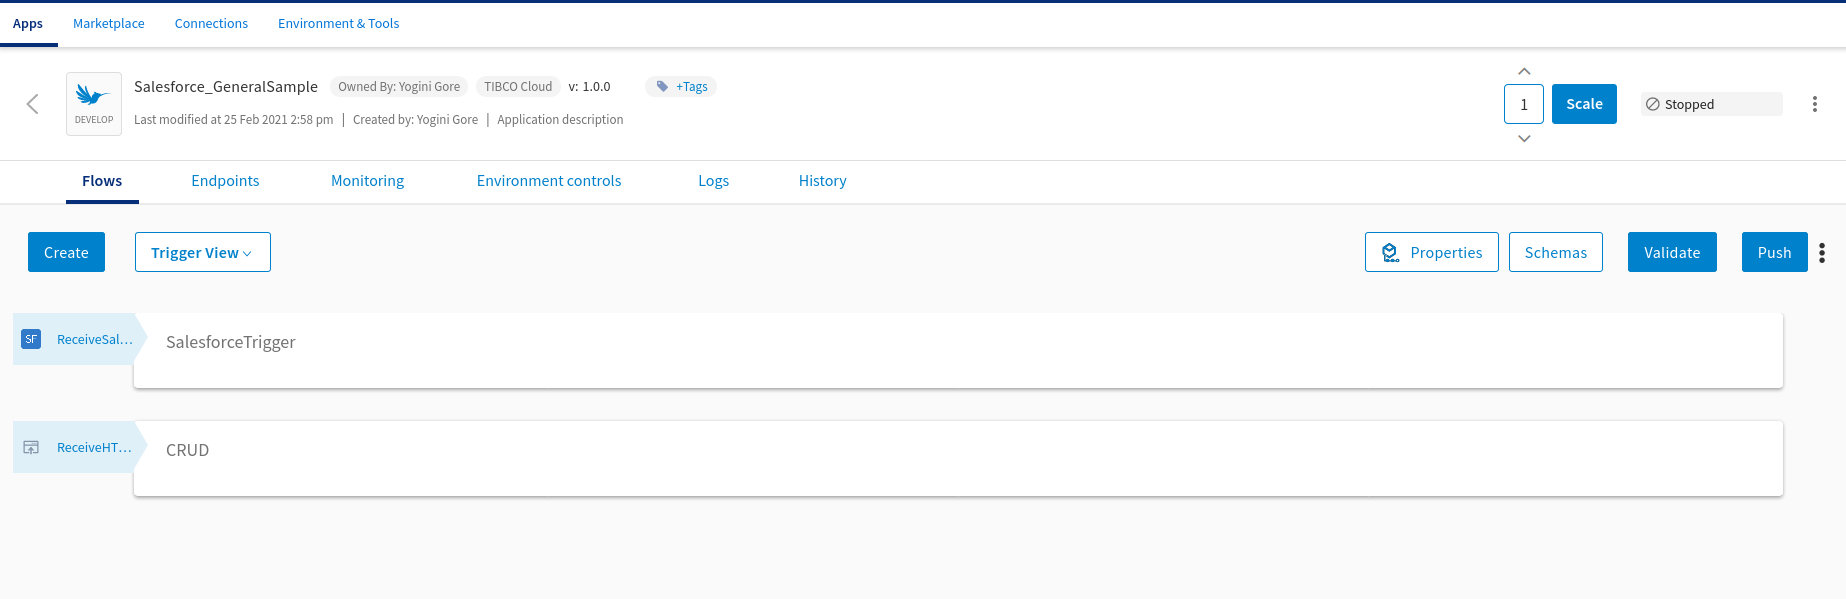 Apps Marketplace Connections Environment & Tools
Salesforce_GeneralSample Owned By: Yogini Gore TIBCO Cloud v: 1.0.0 +Tags
DEVELOP
Last modified at 25 Feb 2021 2:58 pm | Created by: Yogini Gore | Application description
1 Scale Stopped
Flows Endpoints Monitoring Environment controls Logs History
Create Trigger View Properties Schemas Validate Push
SF ReceiveSal... SalesforceTrigger
ReceiveHT... CRUD